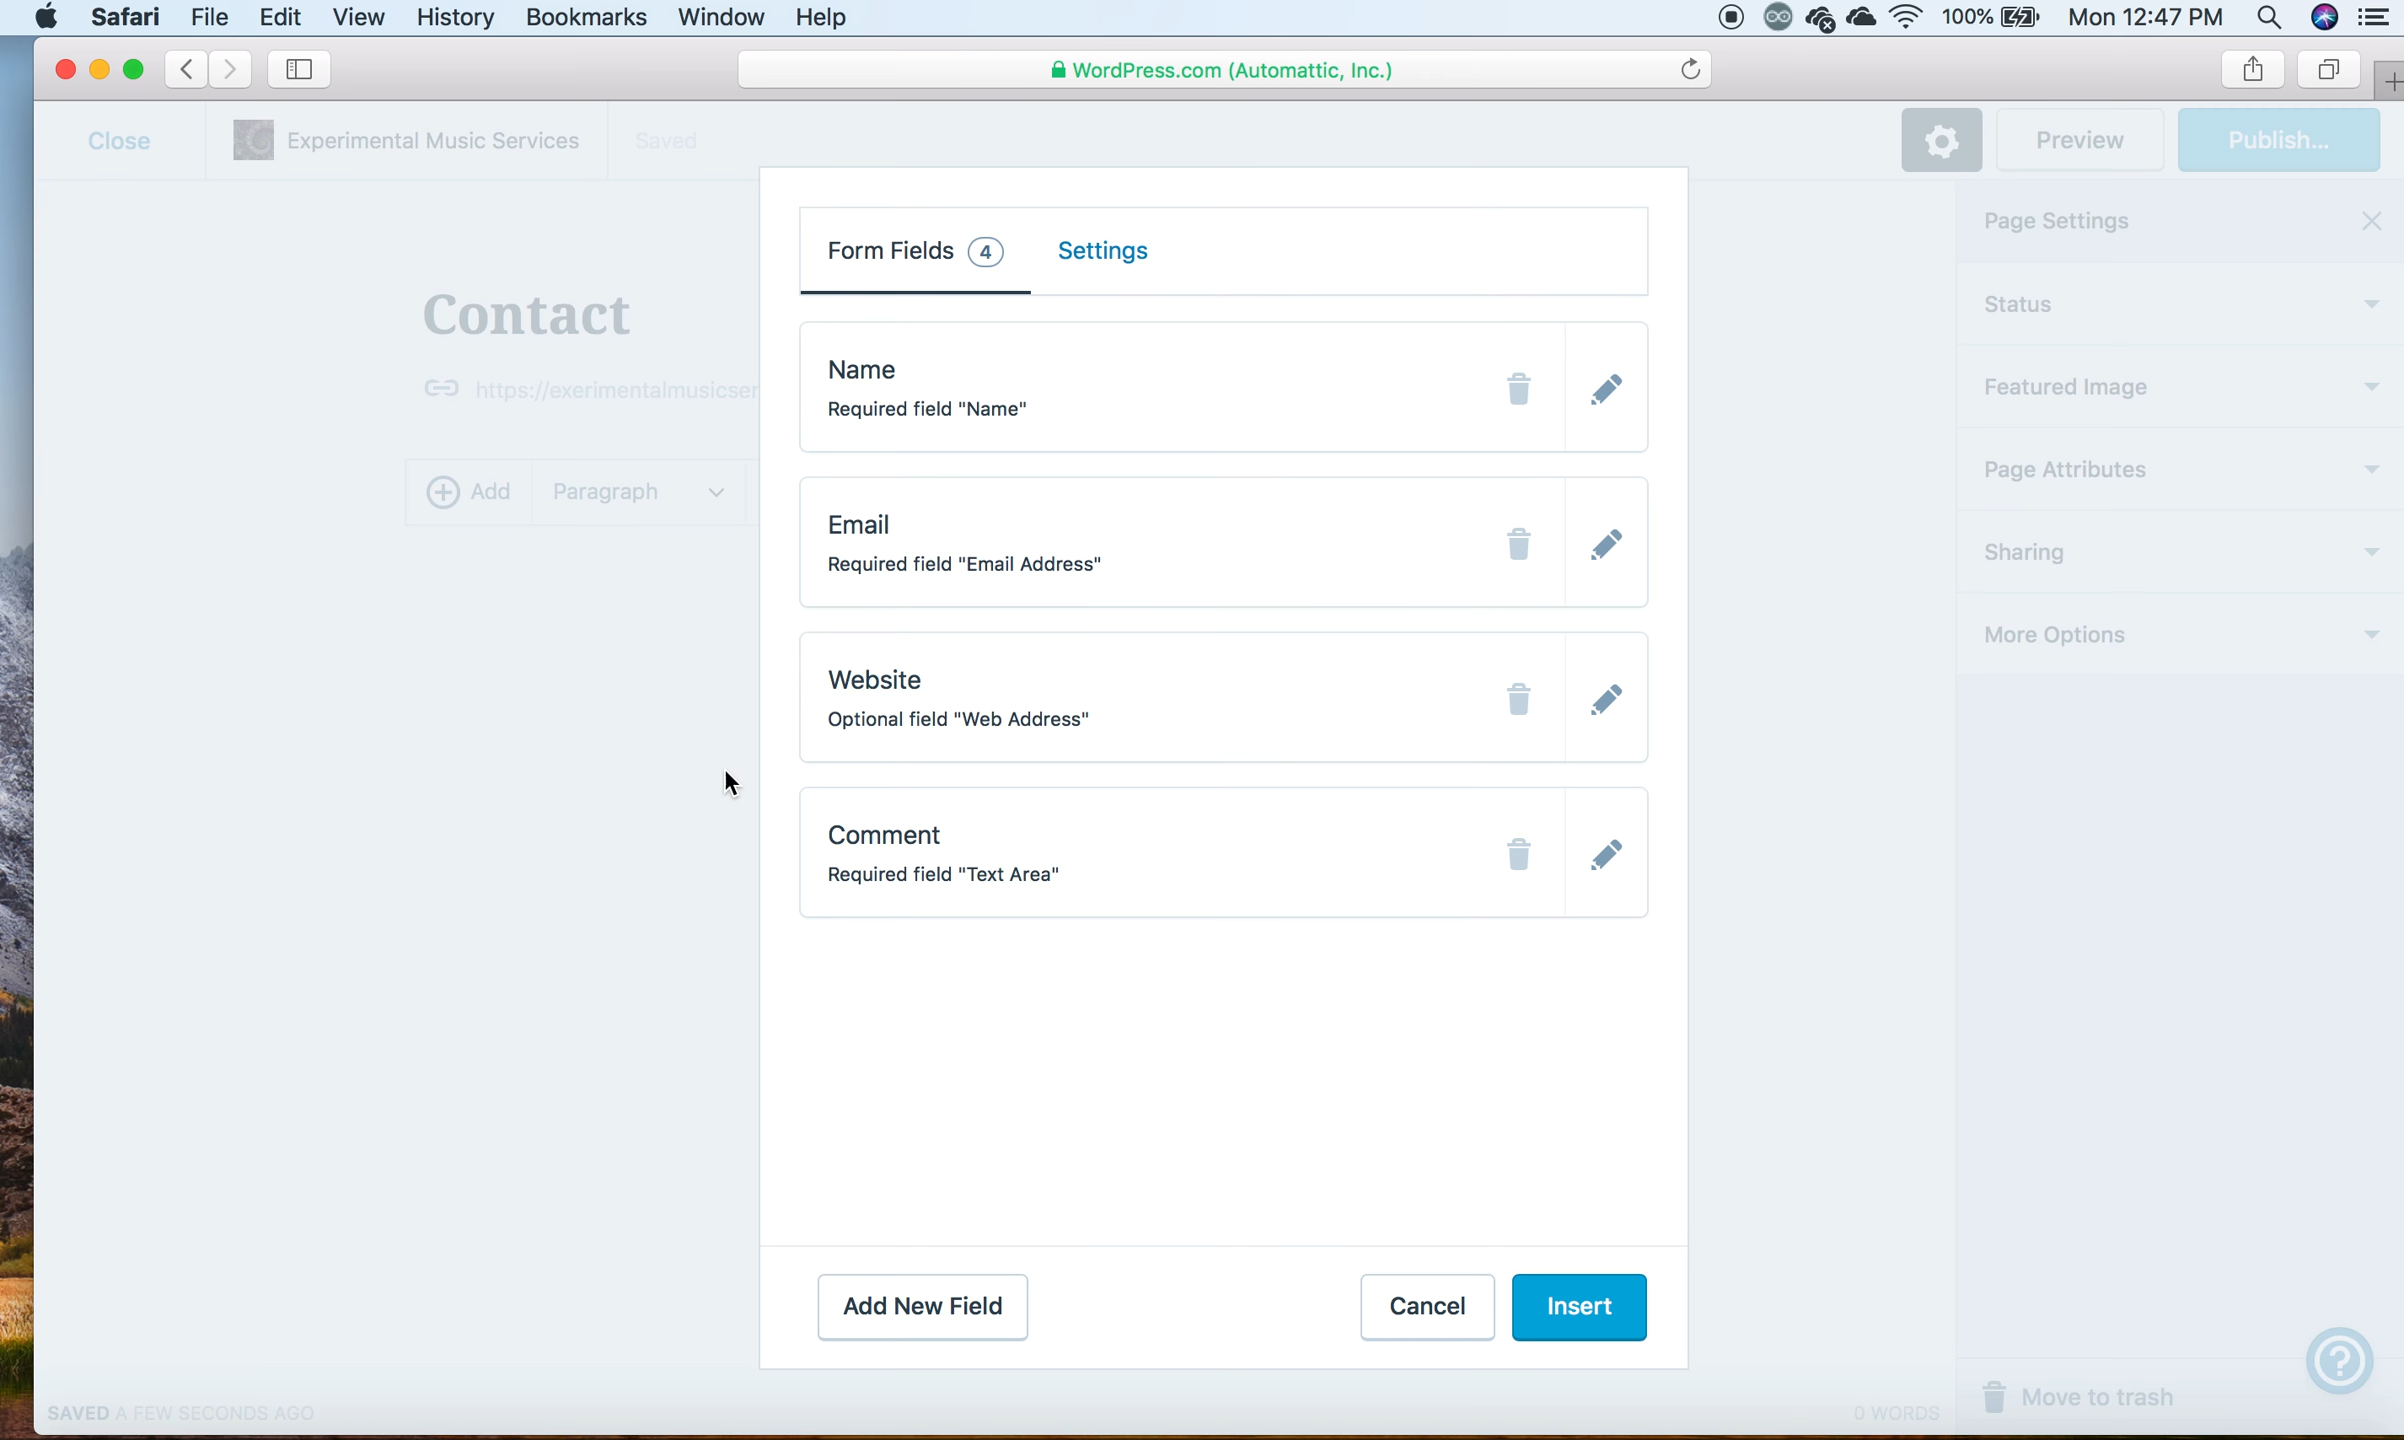 Safari File Edit View History Bookmarks Window Help 100% Mon 12:47 PM
WordPress.com (Automattic, Inc.)
Close Experimental Music Services Saved Preview Publish...
Form Fields 4 Settings
Page Settings
Contact
Status
Name
Required field "Name"
https://exerimentalmusicser
Featured Image
Add Paragraph
Page Attributes
Email
Required field "Email Address"
Sharing
Website
Optional field "Web Address"
More Options
Comment
Required field "Text Area"
Add New Field Cancel Insert
Move to trash
SAVED A FEW SECONDS AGO 0 WORDS